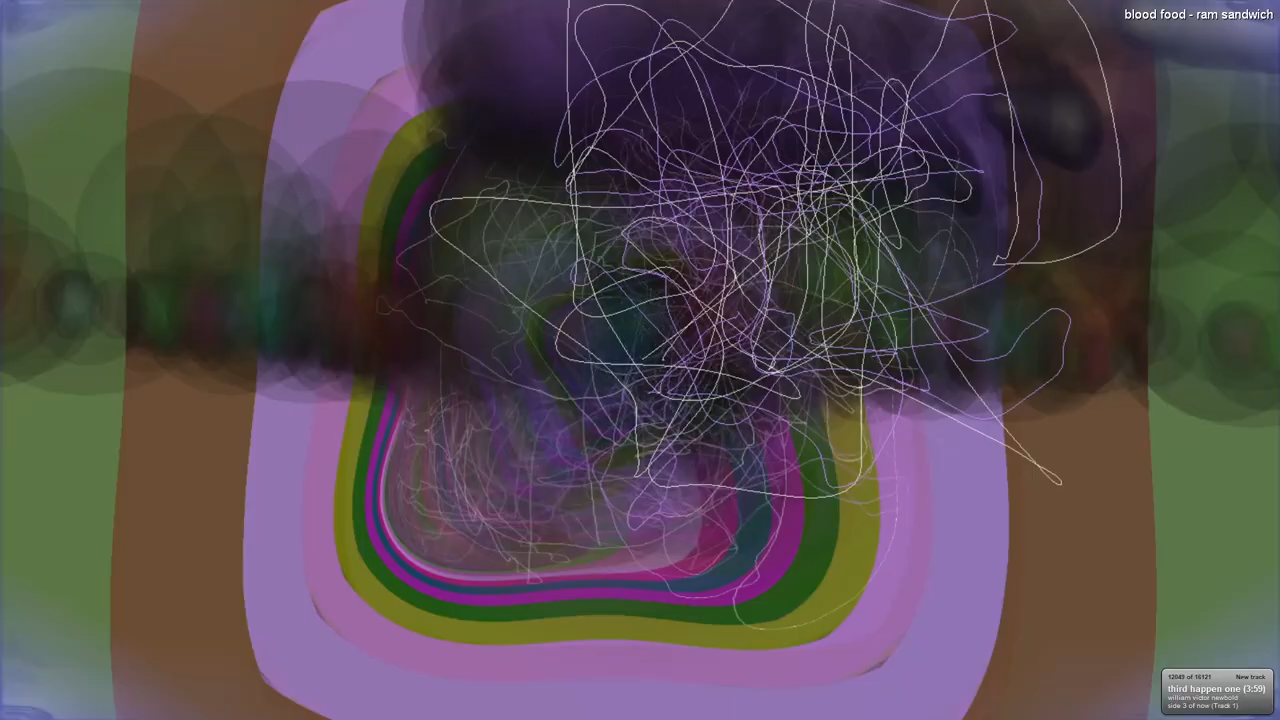 blood food - ram sandwich
12049 of 16121 New track
third happen one (3:59)
william victor newbold
side 3 of now (Track 1)